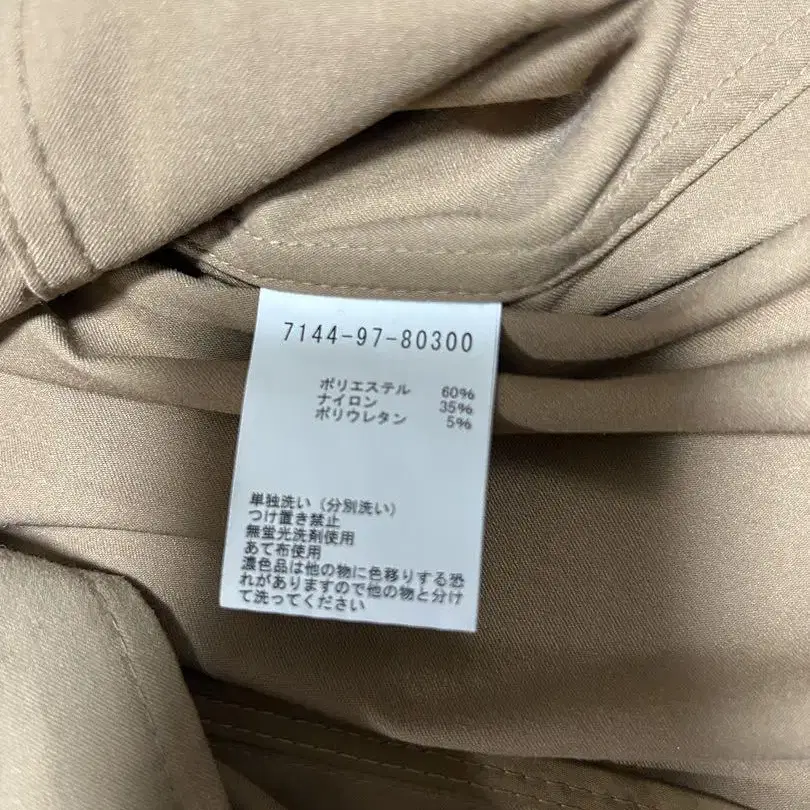 7144-97-80300
ポリエステル 60%
ナイロン 35%
ポリウレタン 5%
単独洗い（分別洗い）
つけ置き禁止
無蛍光洗剤使用
あて布使用
濃色品は他の物に色移りする恐
れがありますので他の物と分け
て洗ってください